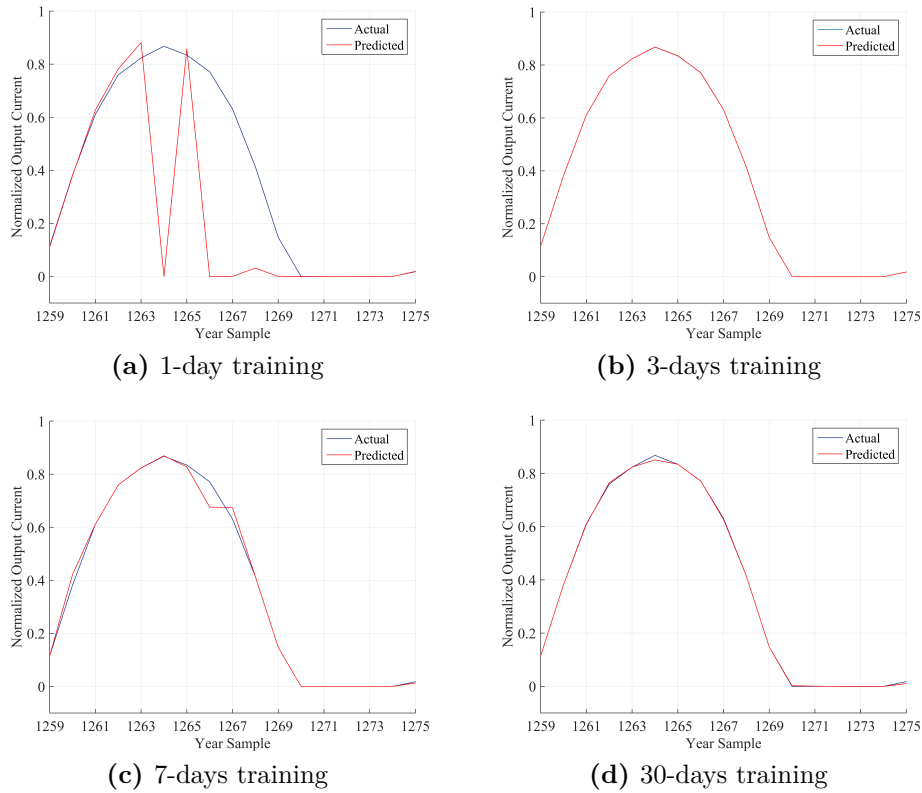 1
0.8
0.6
0.4
0.2
0
Normalized Output Current
Actual
Predicted
1259 1261 1263 1265 1267 1269 1271 1273 1275
Year Sample
(a) 1-day training
1
0.8
0.6
0.4
0.2
0
Normalized Output Current
Actual
Predicted
1259 1261 1263 1265 1267 1269 1271 1273 1275
Year Sample
(b) 3-days training
1
0.8
0.6
0.4
0.2
0
Normalized Output Current
Actual
Predicted
1259 1261 1263 1265 1267 1269 1271 1273 1275
Year Sample
(c) 7-days training
1
0.8
0.6
0.4
0.2
0
Normalized Output Current
Actual
Predicted
1259 1261 1263 1265 1267 1269 1271 1273 1275
Year Sample
(d) 30-days training